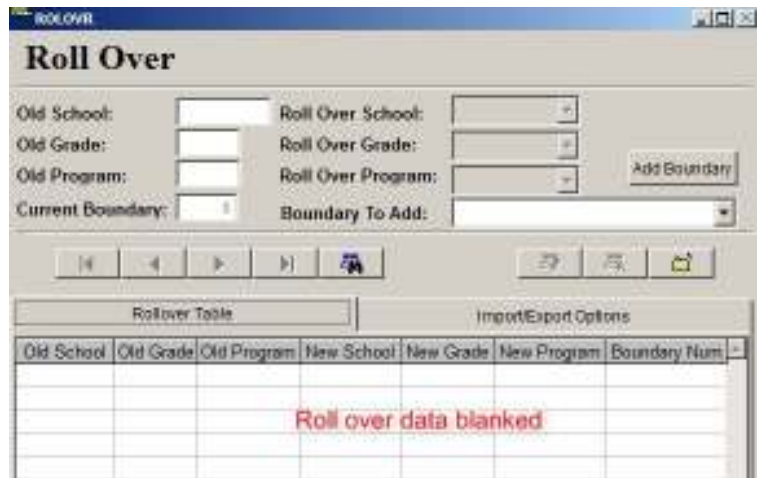 ROLOVR
Roll Over
Old School: Roll Over School:
Old Grade: Roll Over Grade:
Old Program: Roll Over Program: Add Boundary
Current Boundary: Boundary To Add:
Rollover Table Import/Export Options
Old School Old Grade Old Program New School New Grade New Program Boundary Num
Roll over data blanked